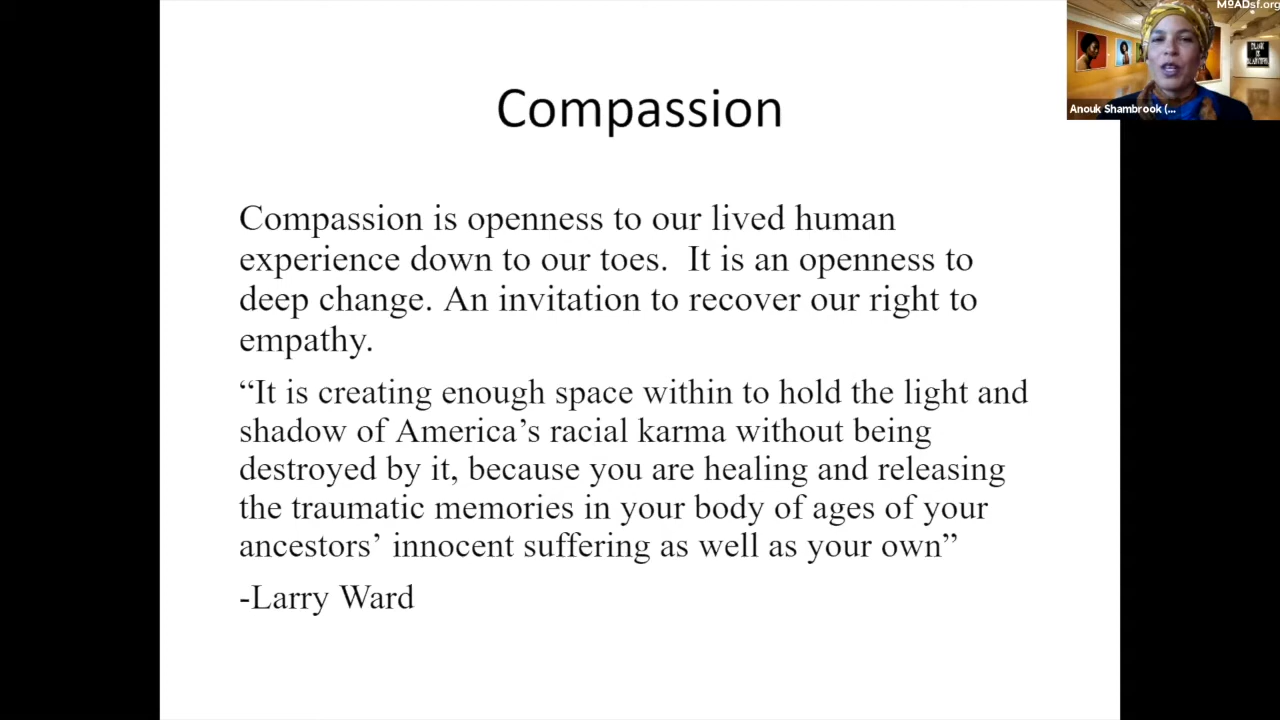 MoADsf.org
Anouk Shambrook (...
Compassion
Compassion is openness to our lived human
experience down to our toes.  It is an openness to
deep change. An invitation to recover our right to
empathy.
“It is creating enough space within to hold the light and
shadow of America’s racial karma without being
destroyed by it, because you are healing and releasing
the traumatic memories in your body of ages of your
ancestors’ innocent suffering as well as your own”
-Larry Ward